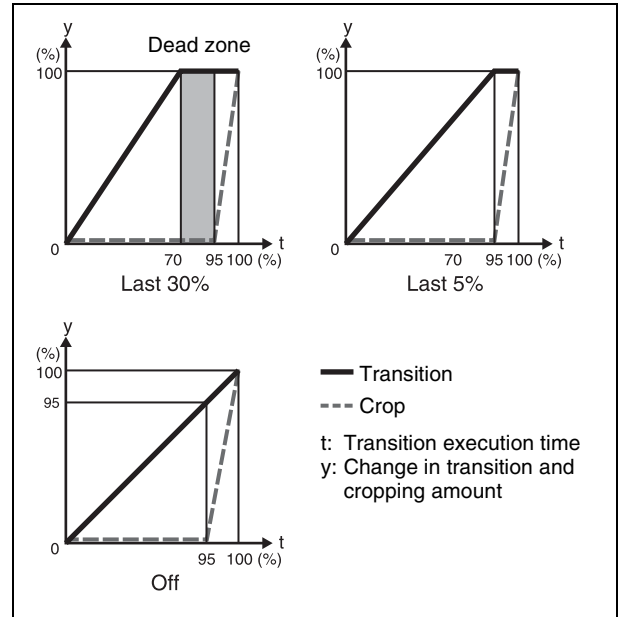 y
(%)
Dead zone
100
0
70 95 100 (%)
t
Last 30%
y
(%)
100
0
70 95 100 (%)
t
Last 5%
y
(%)
100
95
0
95 100 (%)
t
Off
Transition
Crop
t: Transition execution time
y: Change in transition and
cropping amount